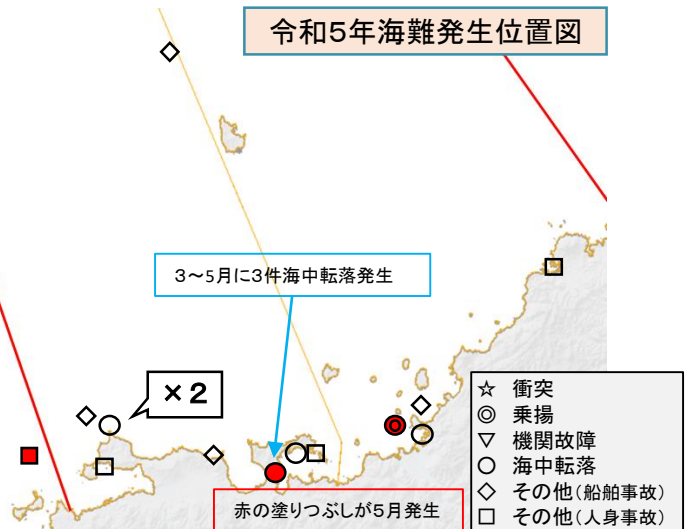 令和5年海難発生位置図
3～5月に3件海中転落発生
×2
☆ 衝突
◎ 乗揚
▽ 機関故障
○ 海中転落
◇ その他(船舶事故)
□ その他(人身事故)
赤の塗りつぶしが5月発生